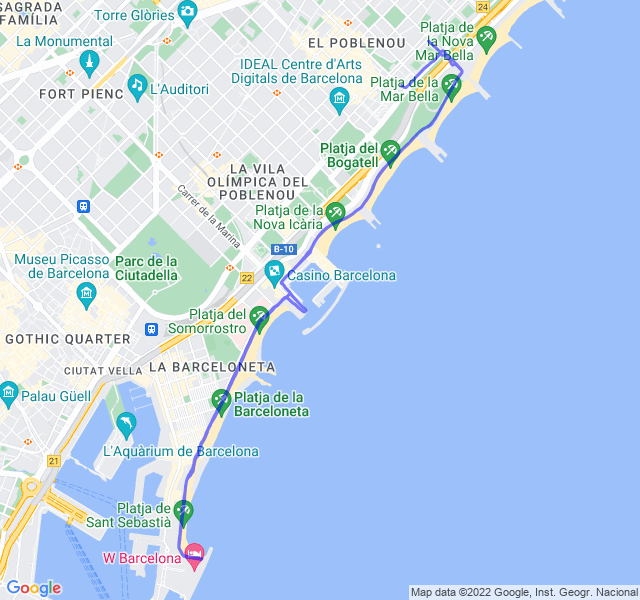 SAGRADA
FAMÍLIA
Torre Glòries
La Monumental
FORT PIENC
L'Auditori
EL POBLENOU
IDEAL Centre d'Arts
Digitals de Barcelona
Platja de
la Nova
Mar Bella
24
Platja de la
Mar Bella
Platja del
Bogatell
LA VILA
OLÍMPICA DEL
POBLENOU
Carrer de la Marina
Platja de la
Nova Icària
B-10
Museu Picasso
de Barcelona
Parc de la
Ciutadella
22
Casino Barcelona
GOTHIC QUARTER
Platja del
Somorrostro
CIUTAT VELLA
LA BARCELONETA
Palau Güell
Platja de la
Barceloneta
L'Aquàrium de Barcelona
21
Platja de
Sant Sebastià
W Barcelona
Google
Map data ©2022 Google, Inst. Geogr. Nacional